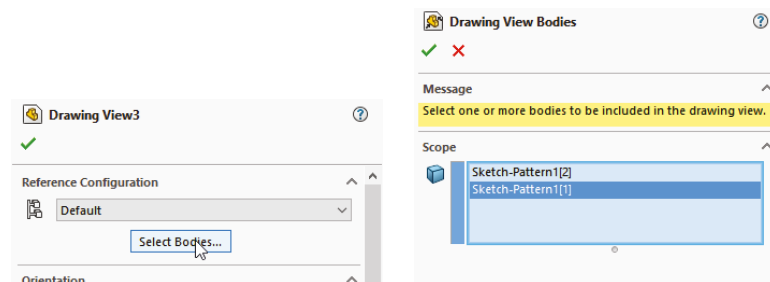 Drawing View3
Reference Configuration
Default
Select Bodies...
Orientation
Drawing View Bodies
Message
Select one or more bodies to be included in the drawing view.
Scope
Sketch-Pattern1[2]
Sketch-Pattern1[1]